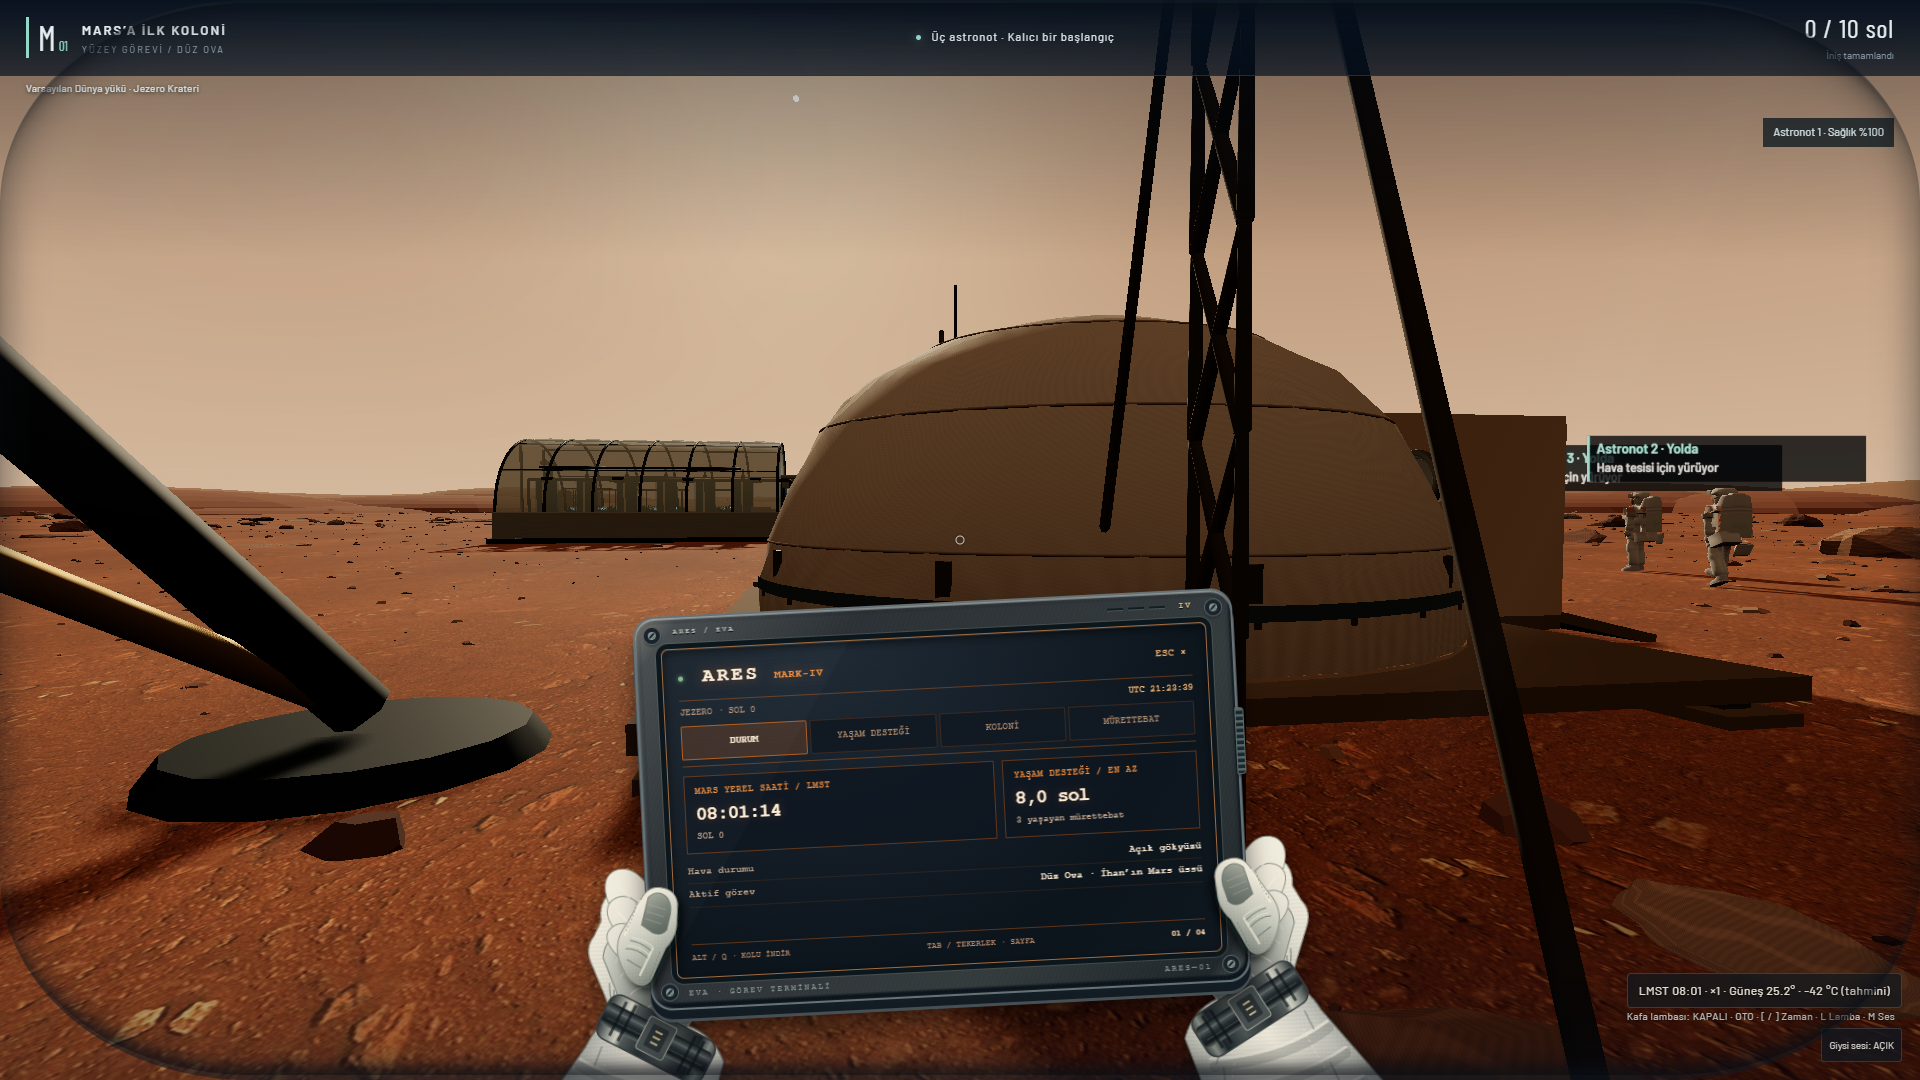 M 01
MARS'A İLK KOLONİ
YÜZEY GÖREVİ / DÜZ OVA
Üç astronot · Kalıcı bir başlangıç
0 / 10 sol
İniş tamamlandı
Varsayılan Dünya yükü · Jezero Krateri
Astronot 1 · Sağlık %100
Astronot 2 · Yolda
Hava tesisi için yürüyor
3 · Yolda
için yürüyor
ARES / EVA
IV
ARES MARK-IV
ESC ×
JEZERO · SOL 0
UTC 21:23:39
DURUM
YAŞAM DESTEĞİ
KOLONİ
MÜRETTEBAT
MARS YEREL SAATİ / LMST
08:01:14
SOL 0
YAŞAM DESTEĞİ / EN AZ
8,0 sol
3 yaşayan mürettebat
Hava durumu
Açık gökyüzü
Aktif görev
Düz Ova · İhan'ın Mars üssü
ALT / Q · KOLU İNDİR
TAB / TEKERLEK · SAYFA
01 / 04
EVA · GÖREV TERMİNALİ
ARES-01
LMST 08:01 · ×1 · Güneş 25.2° · -42 °C (tahmini)
Kafa lambası: KAPALI · OTO · [ / ] Zaman · L Lamba · M Ses
Giysi sesi: AÇIK